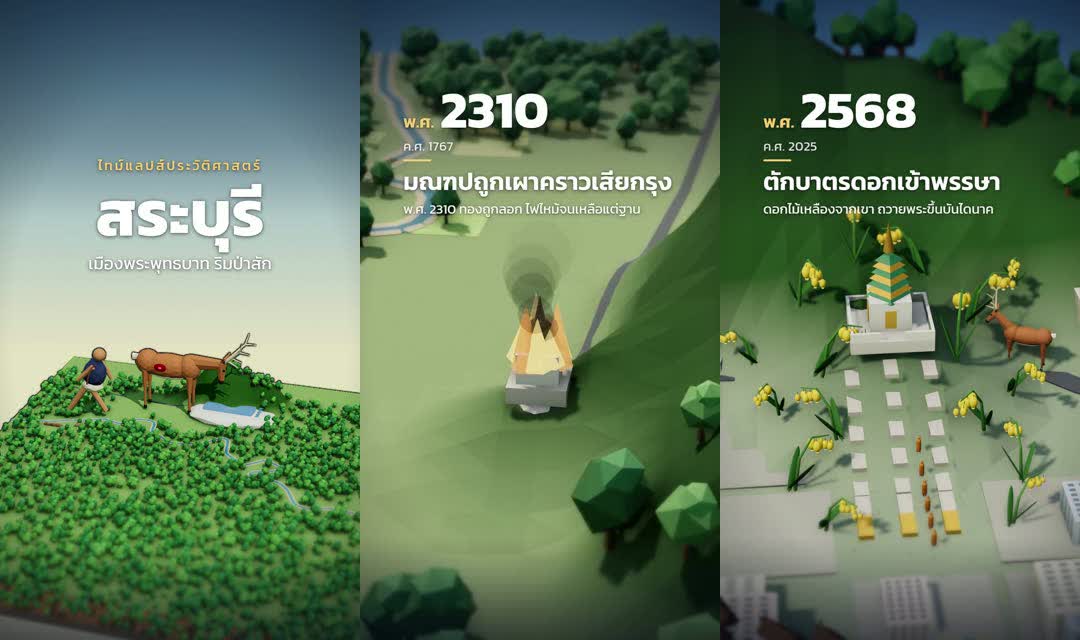 ไทม์แลปส์ประวัติศาสตร์
สระบุรี
เมืองพระพุทธบาท ริมป่าสัก
พ.ศ. 2310
ค.ศ. 1767
มณฑปถูกเผาคราวเสียกรุง
พ.ศ. 2310 ทองถูกลอก ไฟไหม้จนเหลือแต่ฐาน
พ.ศ. 2568
ค.ศ. 2025
ตักบาตรดอกเข้าพรรษา
ดอกไม้เหลืองจากเขา ถวายพระขึ้นบันไดนาค